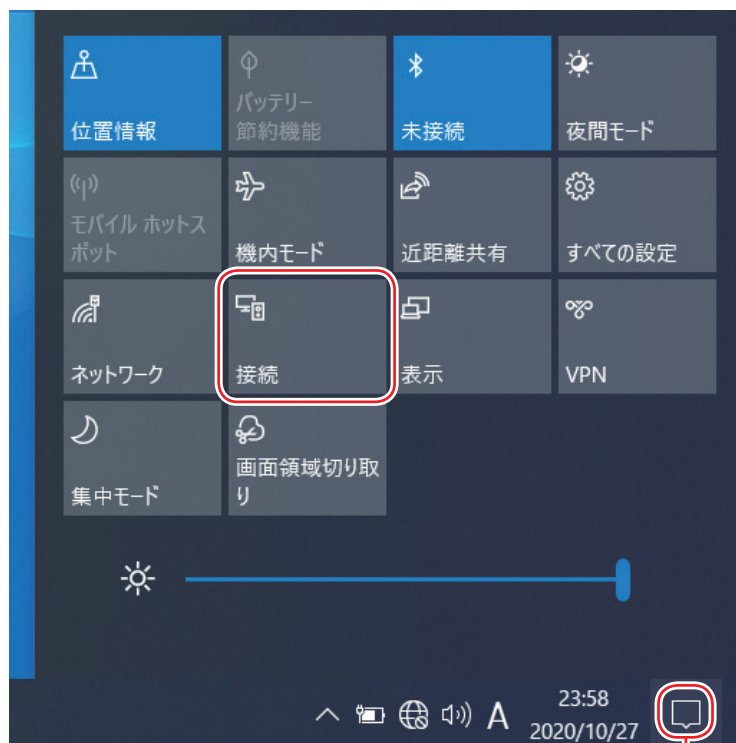 位置情報
バッテリー
節約機能
未接続
夜間モード
モバイル ホットス
ポット
機内モード
近距離共有
すべての設定
ネットワーク
接続
表示
VPN
集中モード
画面領域切り取
り
A
23:58
2020/10/27